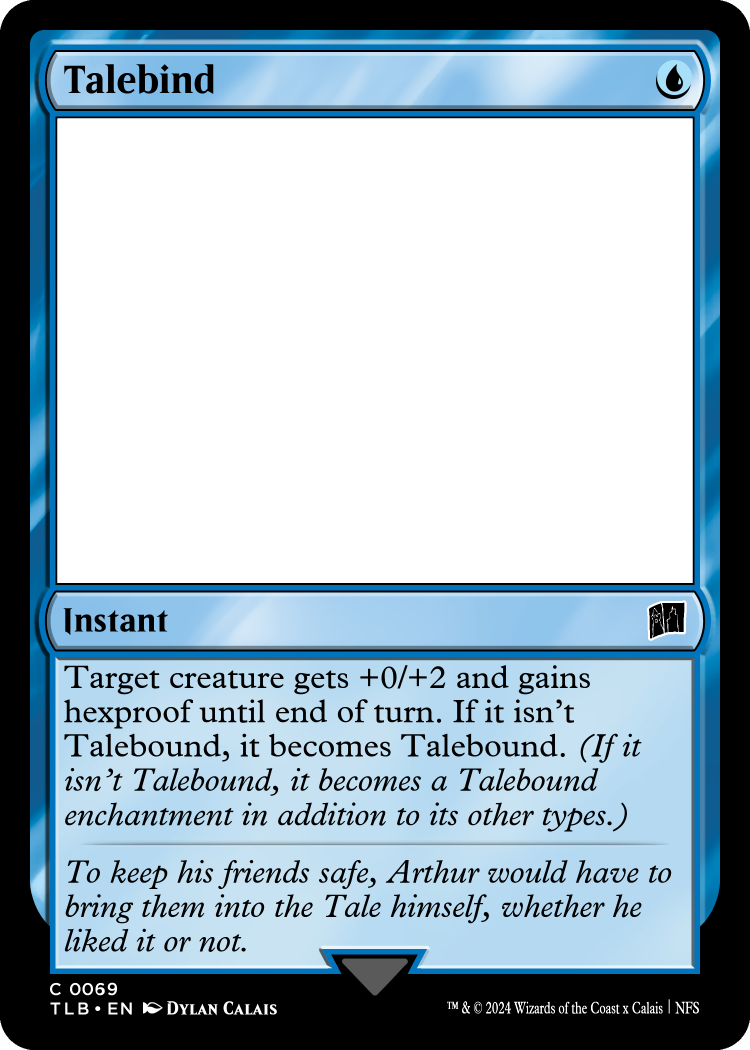 Talebind
Instant
Target creature gets +0/+2 and gains
hexproof until end of turn. If it isn't
Talebound, it becomes Talebound. (If it
isn't Talebound, it becomes a Talebound
enchantment in addition to its other types.)
To keep his friends safe, Arthur would have to
bring them into the Tale himself, whether he
liked it or not.
C 0069
TLB • EN Dylan Calais
™ & © 2024 Wizards of the Coast x Calais | NFS